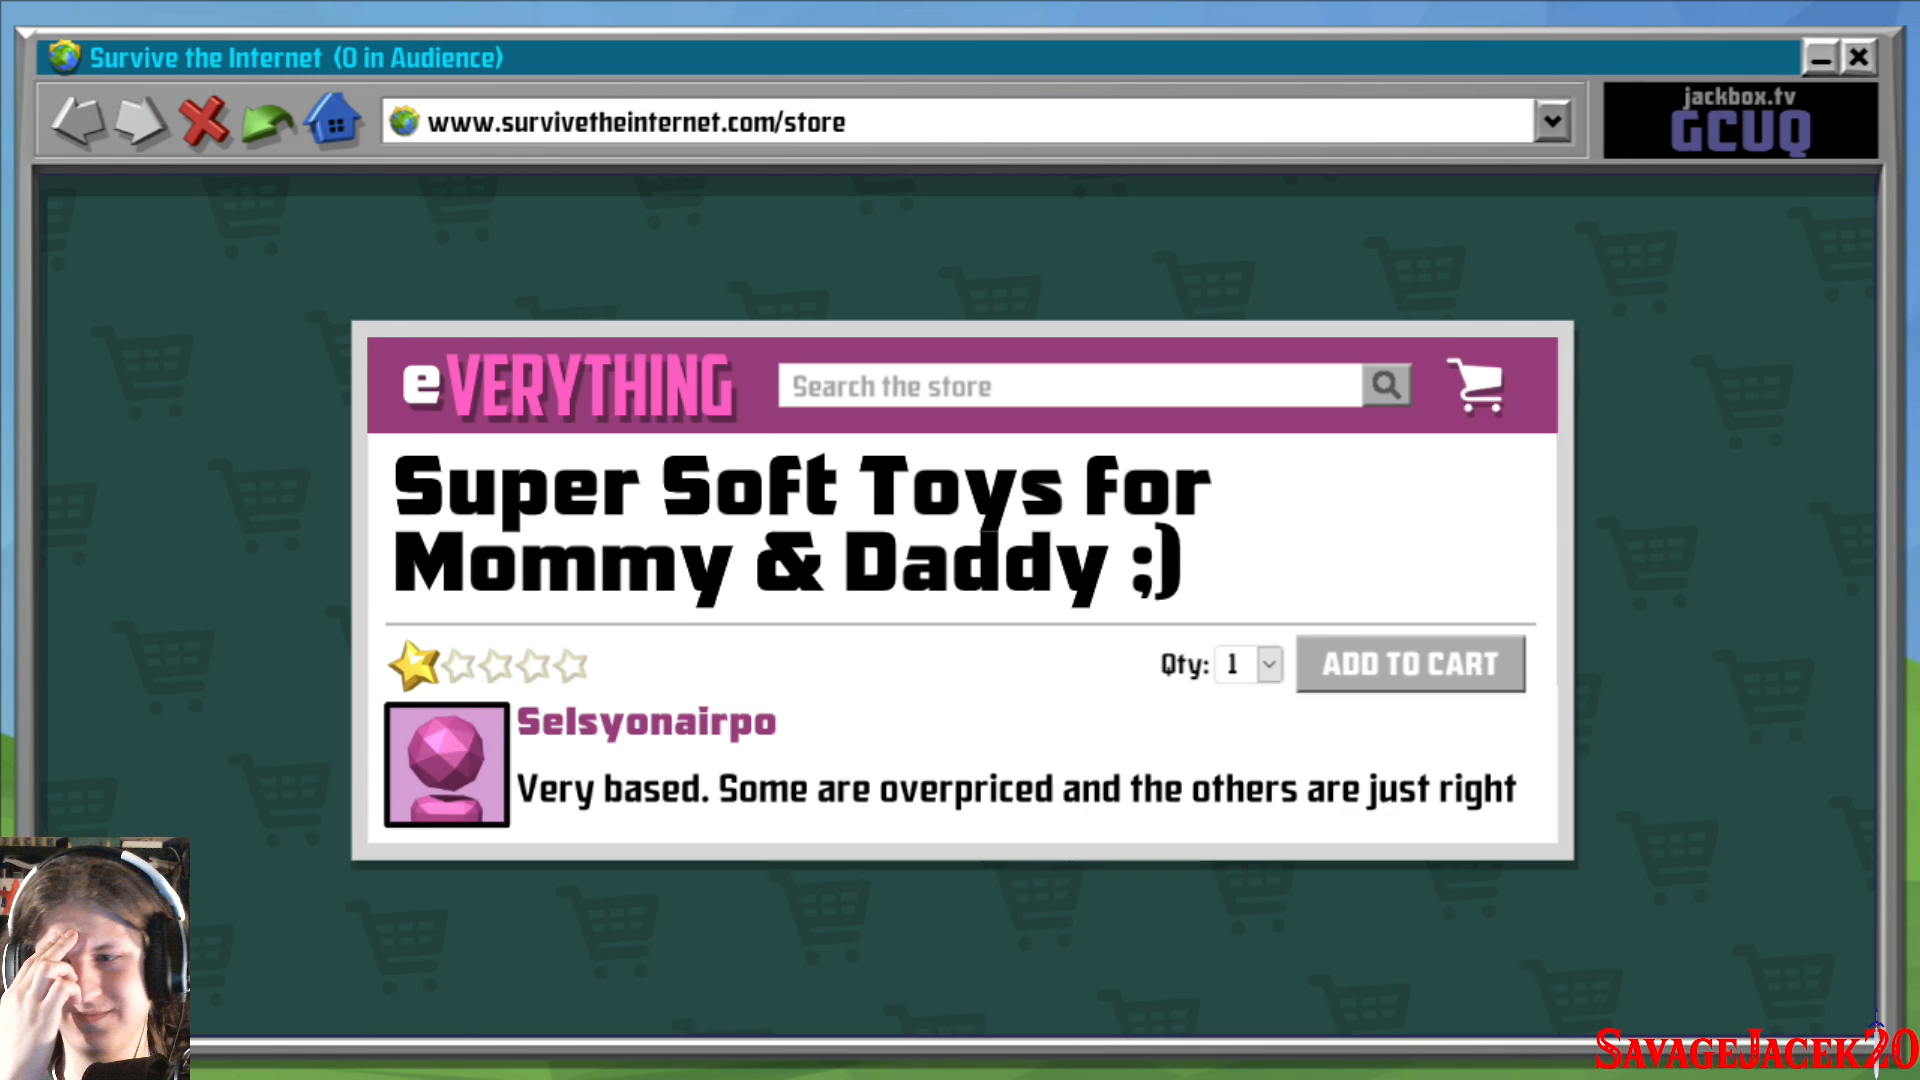 Survive the Internet (0 in Audience)
www.survivetheinternet.com/store
jackbox.tv
GCUQ
eVERYTHING
Search the store
Super Soft Toys for
Mommy & Daddy ;)
Qty: 1
ADD TO CART
Selsyonairpo
Very based. Some are overpriced and the others are just right
SAVAGEJACEK20